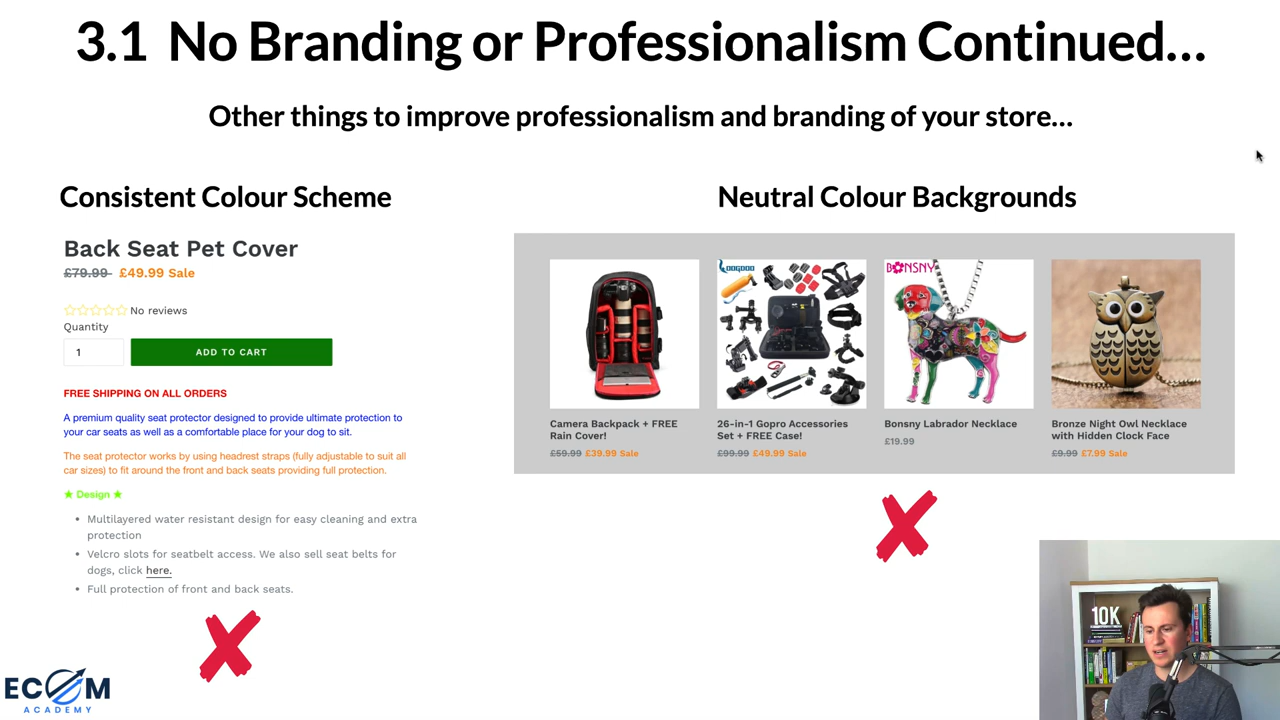 3.1 No Branding or Professionalism Continued...
Other things to improve professionalism and branding of your store...
Consistent Colour Scheme
Back Seat Pet Cover
£79.99 £49.99 Sale
No reviews
Quantity
1
ADD TO CART
FREE SHIPPING ON ALL ORDERS
A premium quality seat protector designed to provide ultimate protection to
your car seats as well as a comfortable place for your dog to sit.
The seat protector works by using headrest straps (fully adjustable to suit all
car sizes) to fit around the front and back seats providing full protection.
★ Design ★
• Multilayered water resistant design for easy cleaning and extra
protection
• Velcro slots for seatbelt access. We also sell seat belts for
dogs, click here.
• Full protection of front and back seats.
Neutral Colour Backgrounds
LOOGDOO
BONSNY
Camera Backpack + FREE
Rain Cover!
£59.99 £39.99 Sale
26-in-1 Gopro Accessories
Set + FREE Case!
£99.99 £49.99 Sale
Bonsny Labrador Necklace
£19.99
Bronze Night Owl Necklace
with Hidden Clock Face
£9.99 £7.99 Sale
10K
ECOM
ACADEMY